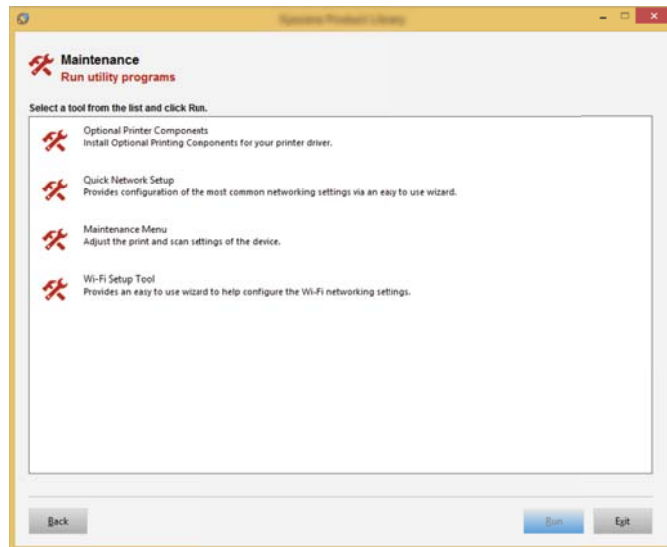 Maintenance
Run utility programs
Select a tool from the list and click Run.
Optional Printer Components
Install Optional Printing Components for your printer driver.
Quick Network Setup
Provides configuration of the most common networking settings via an easy to use wizard.
Maintenance Menu
Adjust the print and scan settings of the device.
Wi-Fi Setup Tool
Provides an easy to use wizard to help configure the Wi-Fi networking settings.
Back
Run
Exit